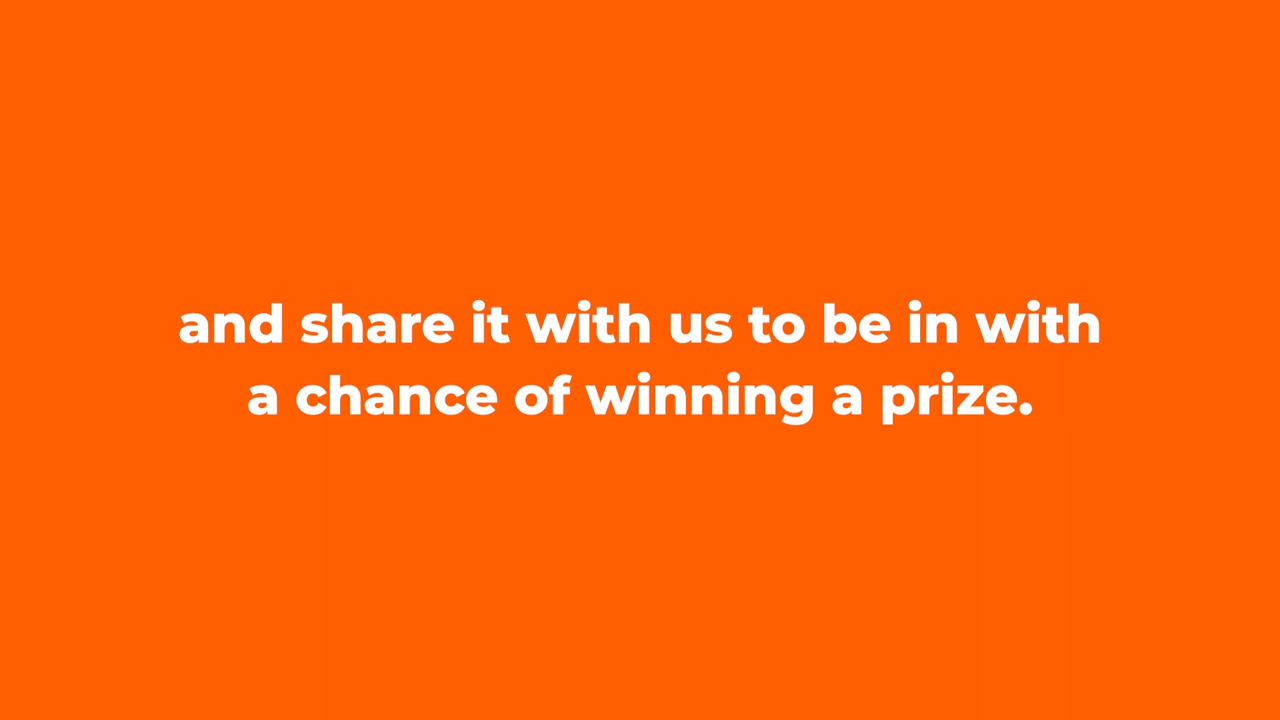 and share it with us to be in with
a chance of winning a prize.